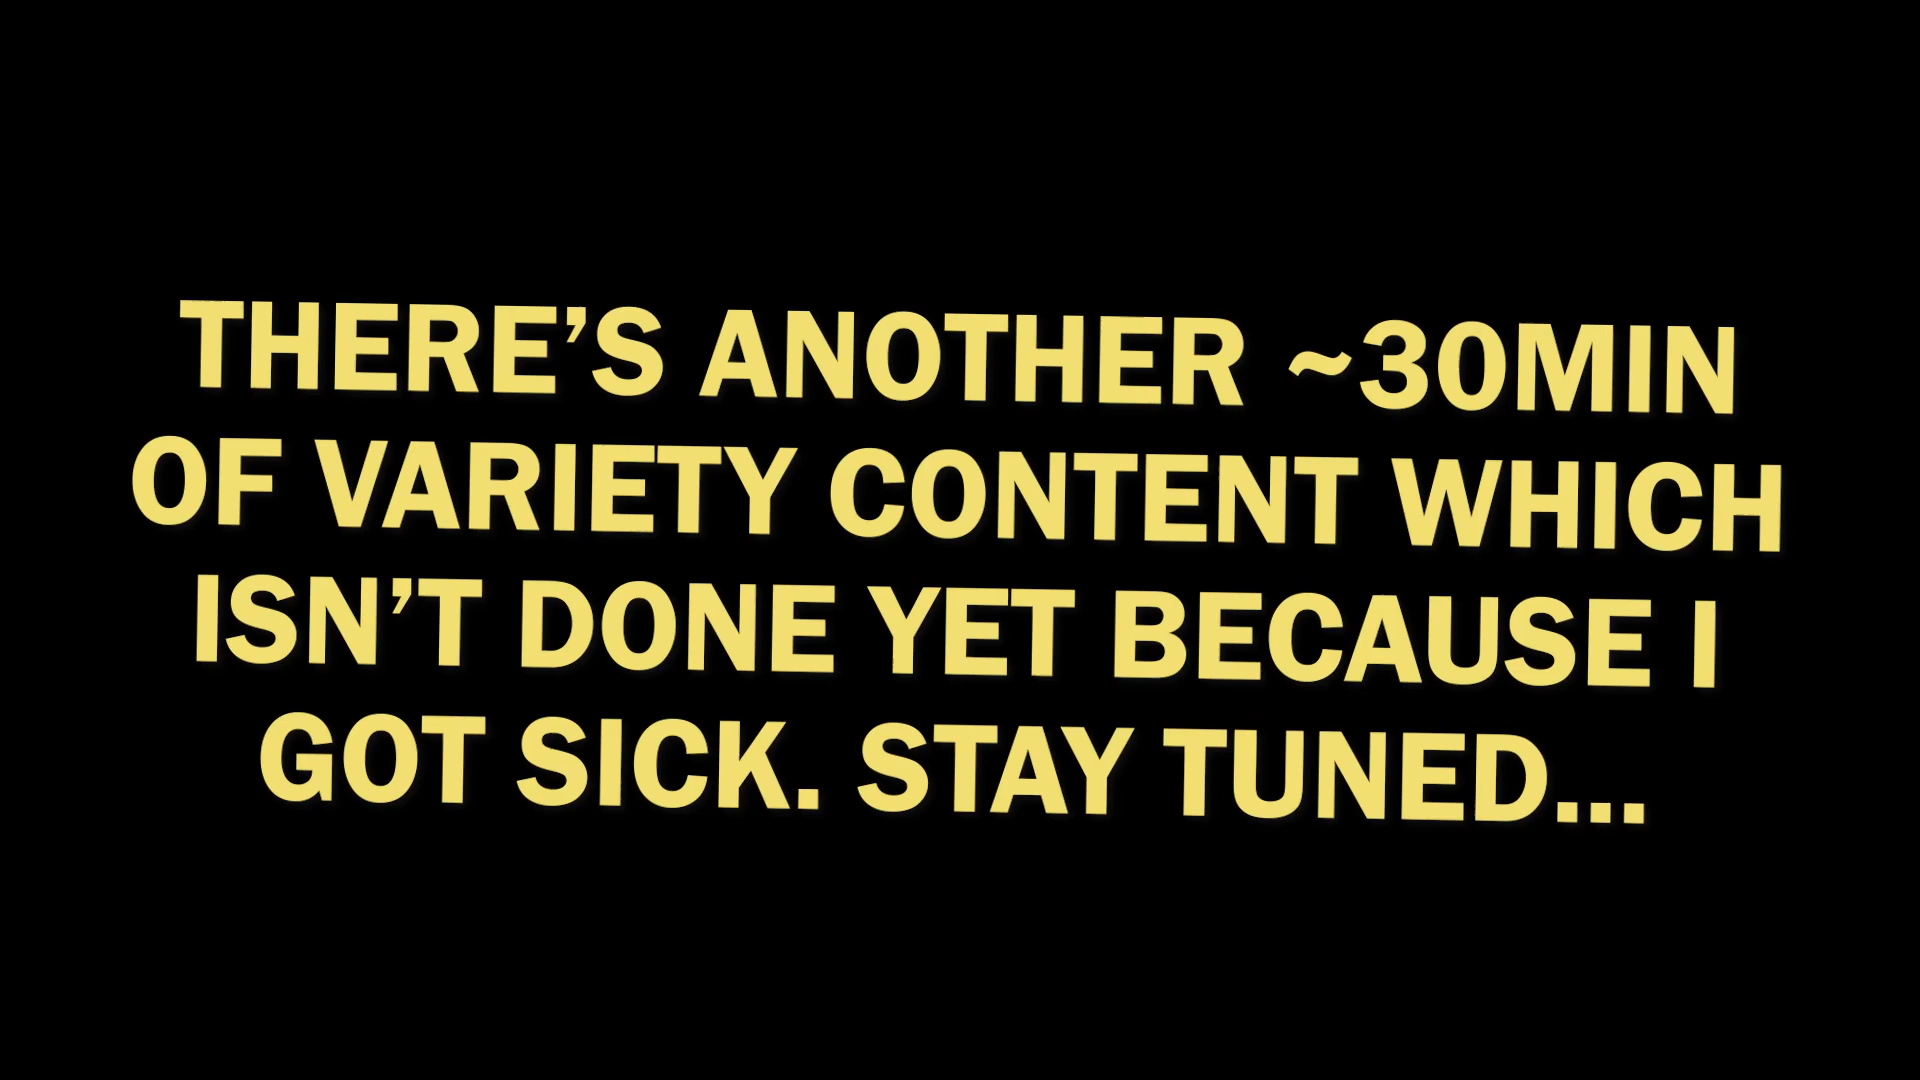 THERE’S ANOTHER ~30MIN
OF VARIETY CONTENT WHICH
ISN’T DONE YET BECAUSE I
GOT SICK. STAY TUNED...